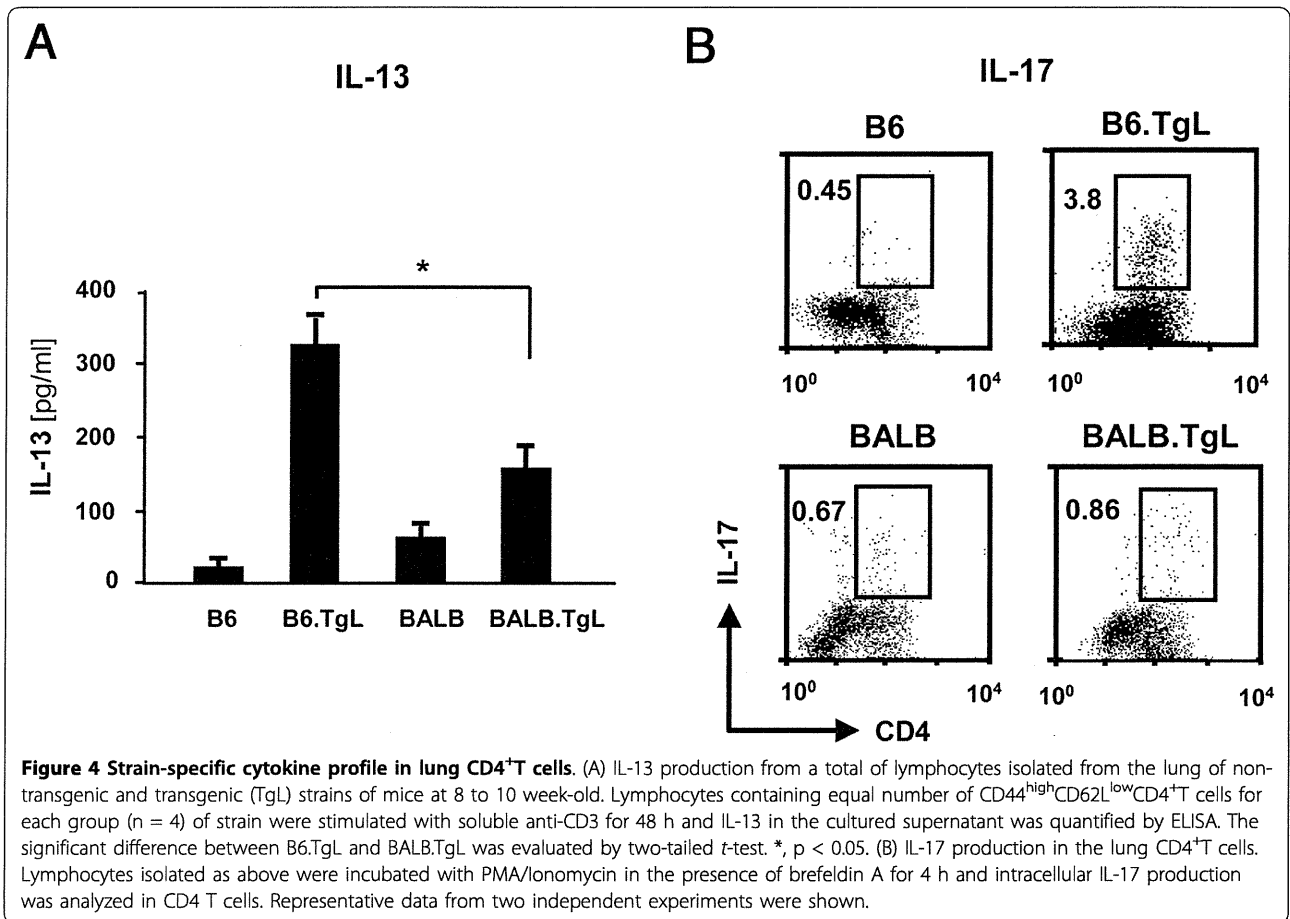 A
IL-13
IL-13 [pg/ml]
400
300
200
100
0
*
B6
B6.TgL
BALB
BALB.TgL
B
IL-17
B6
B6.TgL
0.45
3.8
10⁰
10⁴
10⁰
10⁴
BALB
BALB.TgL
0.67
0.86
10⁰
10⁴
10⁰
10⁴
IL-17
CD4
Figure 4 Strain-specific cytokine profile in lung CD4⁺T cells. (A) IL-13 production from a total of lymphocytes isolated from the lung of non-
transgenic and transgenic (TgL) strains of mice at 8 to 10 week-old. Lymphocytes containing equal number of CD44ʰⁱᵍʰCD62LˡᵒʷCD4⁺T cells for
each group (n = 4) of strain were stimulated with soluble anti-CD3 for 48 h and IL-13 in the cultured supernatant was quantified by ELISA. The
significant difference between B6.TgL and BALB.TgL was evaluated by two-tailed t-test. *, p < 0.05. (B) IL-17 production in the lung CD4⁺T cells.
Lymphocytes isolated as above were incubated with PMA/Ionomycin in the presence of brefeldin A for 4 h and intracellular IL-17 production
was analyzed in CD4 T cells. Representative data from two independent experiments were shown.